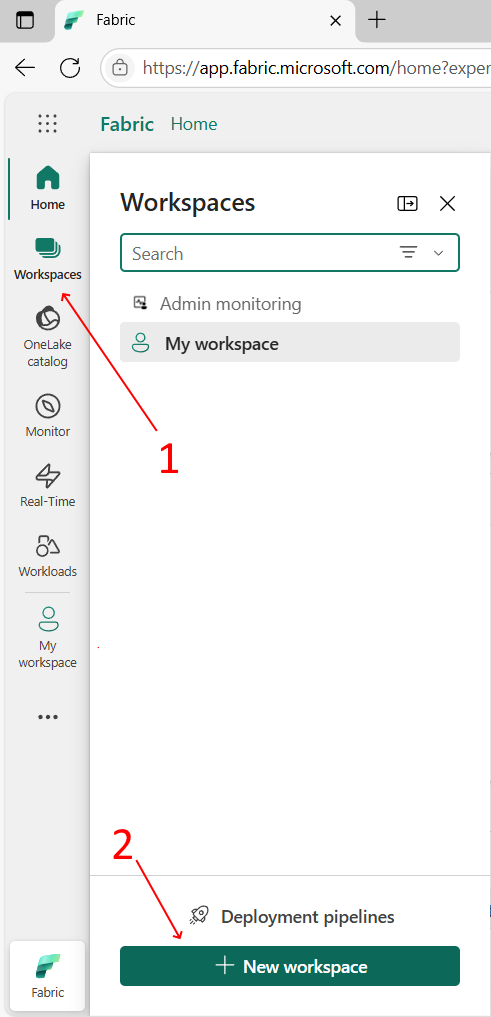 Fabric
https://app.fabric.microsoft.com/home?exper
Fabric Home
Home
Workspaces
OneLake
catalog
Monitor
Real-Time
Workloads
My
workspace
Fabric
Workspaces
Search
Admin monitoring
My workspace
1
2
Deployment pipelines
New workspace